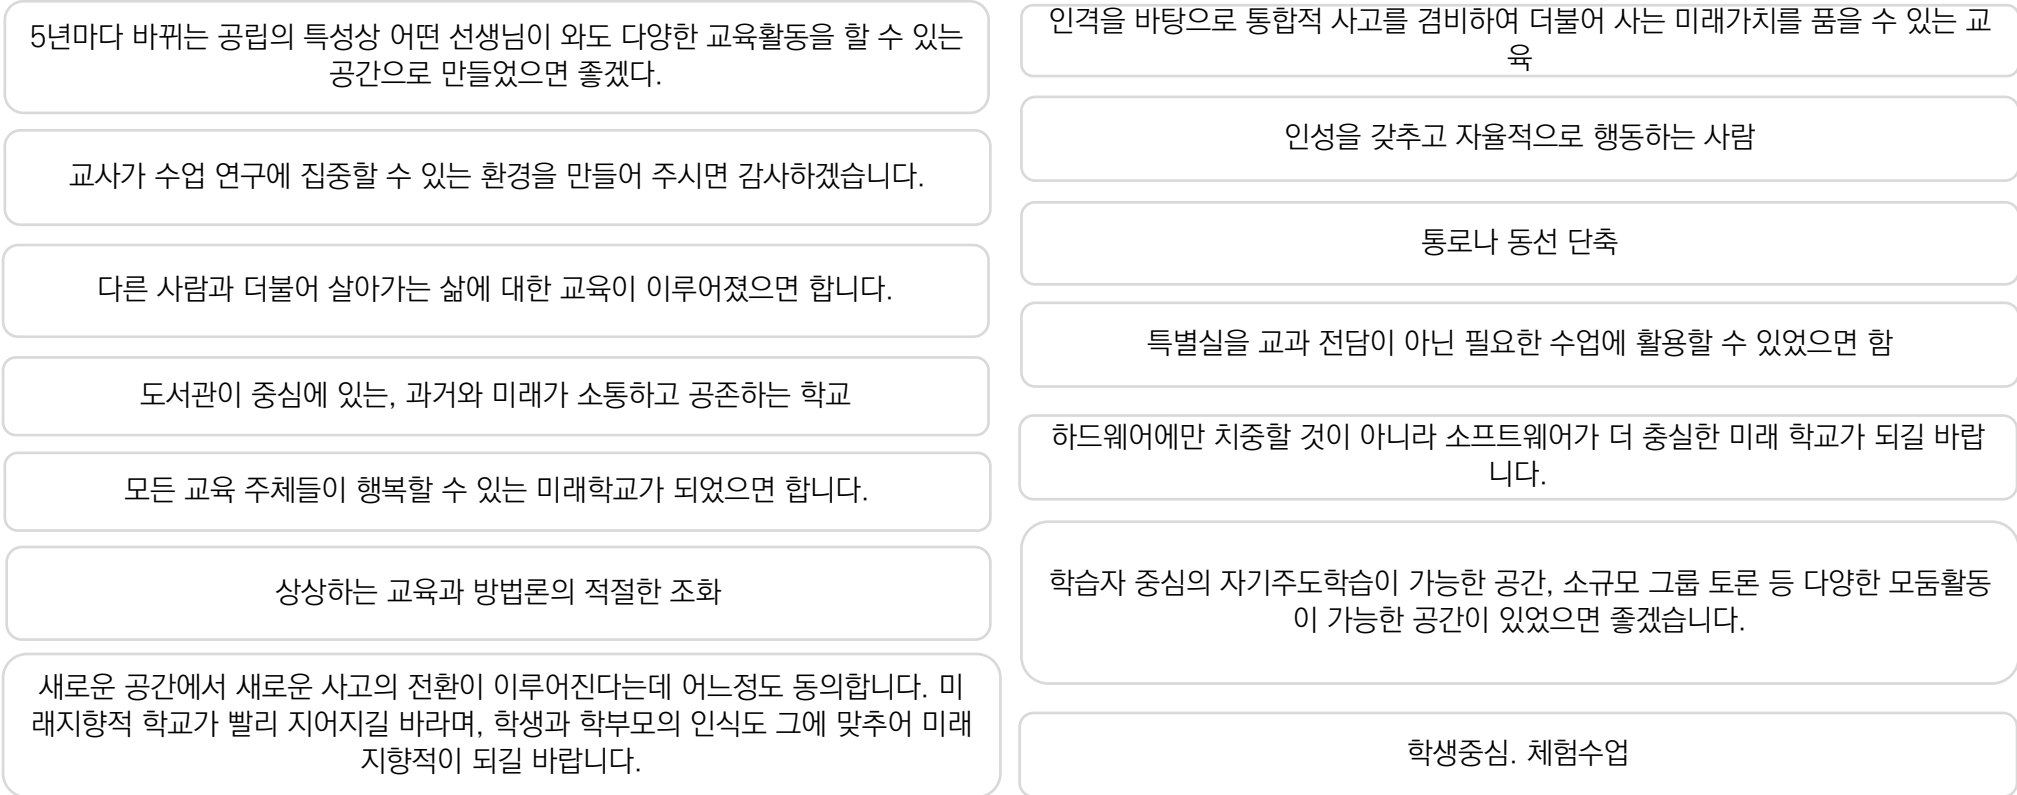 5년마다 바뀌는 공립의 특성상 어떤 선생님이 와도 다양한 교육활동을 할 수 있는
공간으로 만들었으면 좋겠다.
교사가 수업 연구에 집중할 수 있는 환경을 만들어 주시면 감사하겠습니다.
다른 사람과 더불어 살아가는 삶에 대한 교육이 이루어졌으면 합니다.
도서관이 중심에 있는, 과거와 미래가 소통하고 공존하는 학교
모든 교육 주체들이 행복할 수 있는 미래학교가 되었으면 합니다.
상상하는 교육과 방법론의 적절한 조화
새로운 공간에서 새로운 사고의 전환이 이루어진다는데 어느정도 동의합니다. 미
래지향적 학교가 빨리 지어지길 바라며, 학생과 학부모의 인식도 그에 맞추어 미래
지향적이 되길 바랍니다.
인격을 바탕으로 통합적 사고를 겸비하여 더불어 사는 미래가치를 품을 수 있는 교
육
인성을 갖추고 자율적으로 행동하는 사람
통로나 동선 단축
특별실을 교과 전담이 아닌 필요한 수업에 활용할 수 있었으면 함
하드웨어에만 치중할 것이 아니라 소프트웨어가 더 충실한 미래 학교가 되길 바랍
니다.
학습자 중심의 자기주도학습이 가능한 공간, 소규모 그룹 토론 등 다양한 모둠활동
이 가능한 공간이 있었으면 좋겠습니다.
학생중심. 체험수업